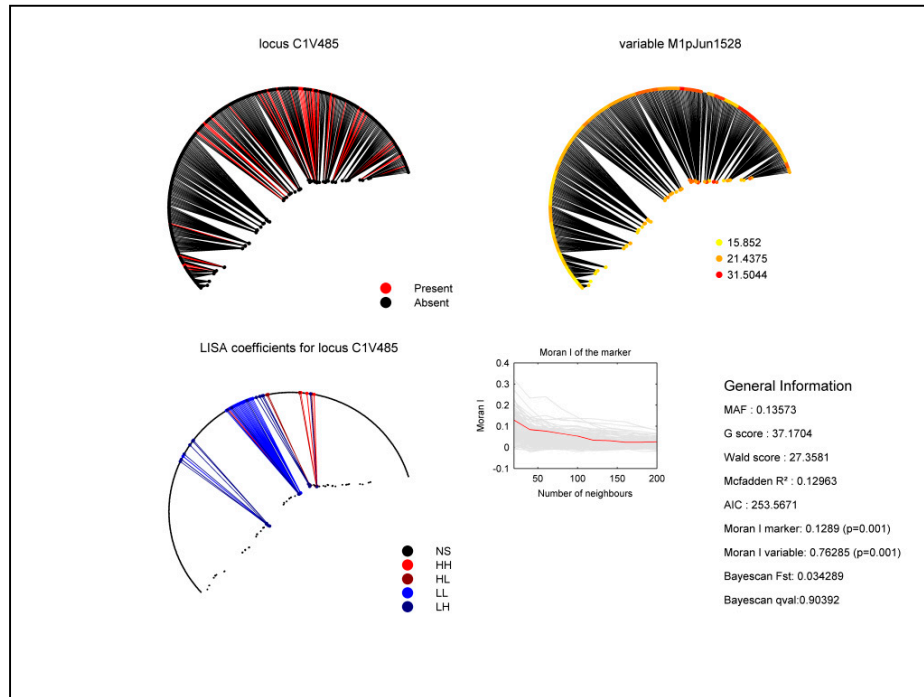 locus C1V485
variable M1pJun1528
15.852
21.4375
31.5044
Present
Absent
LISA coefficients for locus C1V485
NS
HH
HL
LL
LH
Moran I of the marker
0.4
0.3
0.2
0.1
0
-0.1
Moran I
50 100 150 200
Number of neighbours
General Information
MAF : 0.13573
G score : 37.1704
Wald score : 27.3581
Mcfadden R² : 0.12963
AIC : 253.5671
Moran I marker: 0.1289 (p=0.001)
Moran I variable: 0.76285 (p=0.001)
Bayescan Fst: 0.034289
Bayescan qval:0.90392